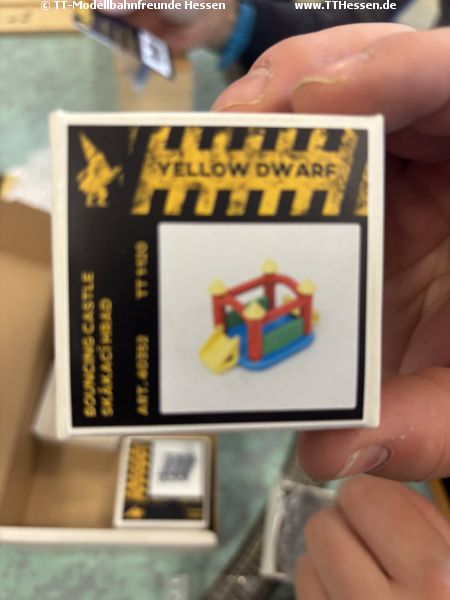 © TT-Modellbahnfreunde Hessen www.TTHessen.de
YELLOW DWARF
BOUNCING CASTLE
SKÁKACÍ HRAD
ART. 40352 TT 1:120